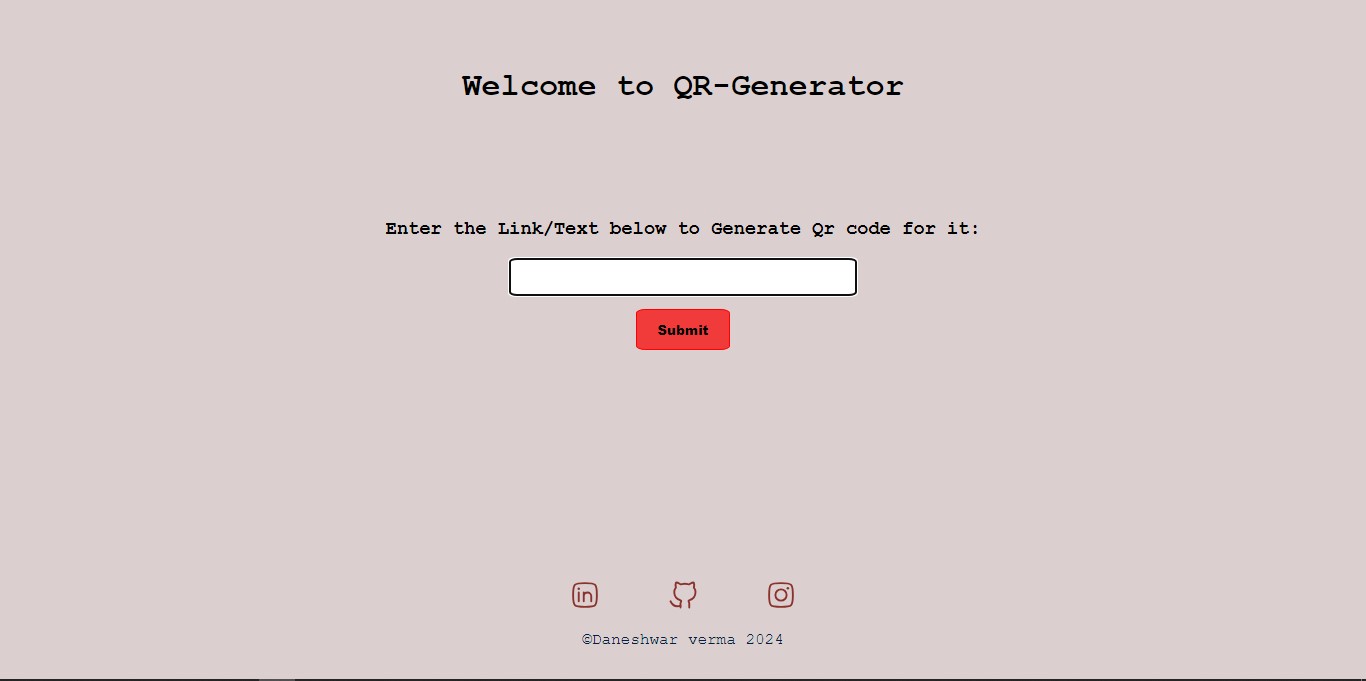 Welcome to QR-Generator
Enter the Link/Text below to Generate Qr code for it:
Submit
in
©Daneshwar verma 2024